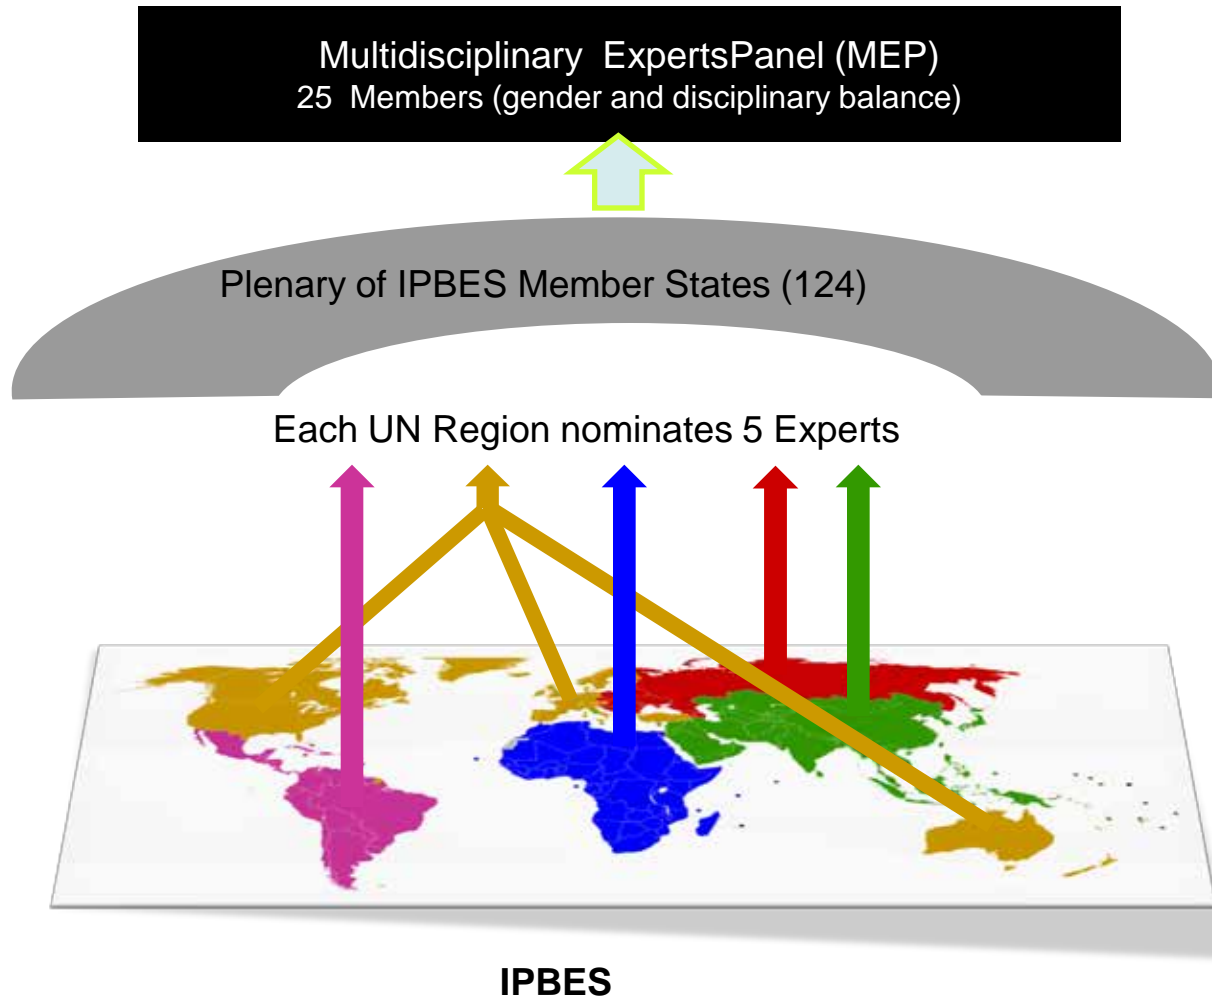 Multidisciplinary ExpertsPanel (MEP)
25 Members (gender and disciplinary balance)
Plenary of IPBES Member States (124)
Each UN Region nominates 5 Experts
IPBES